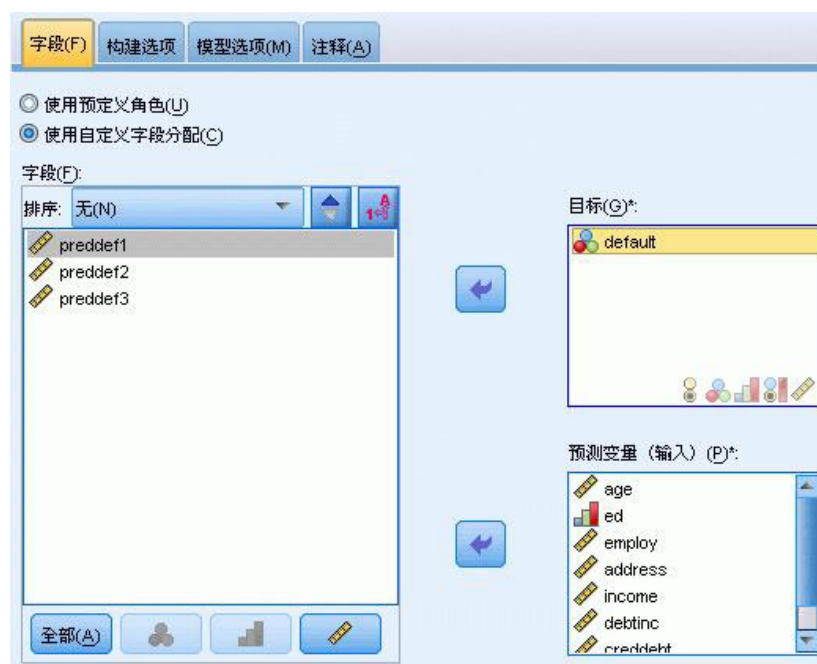 字段(F) 构建选项 模型选项(M) 注释(A)
使用预定义角色(U)
使用自定义字段分配(C)
字段(F):
排序: 无(N)
preddef1
preddef2
preddef3
全部(A)
目标(G)*:
default
预测变量（输入）(P)*:
age
ed
employ
address
income
debtinc
creddebt